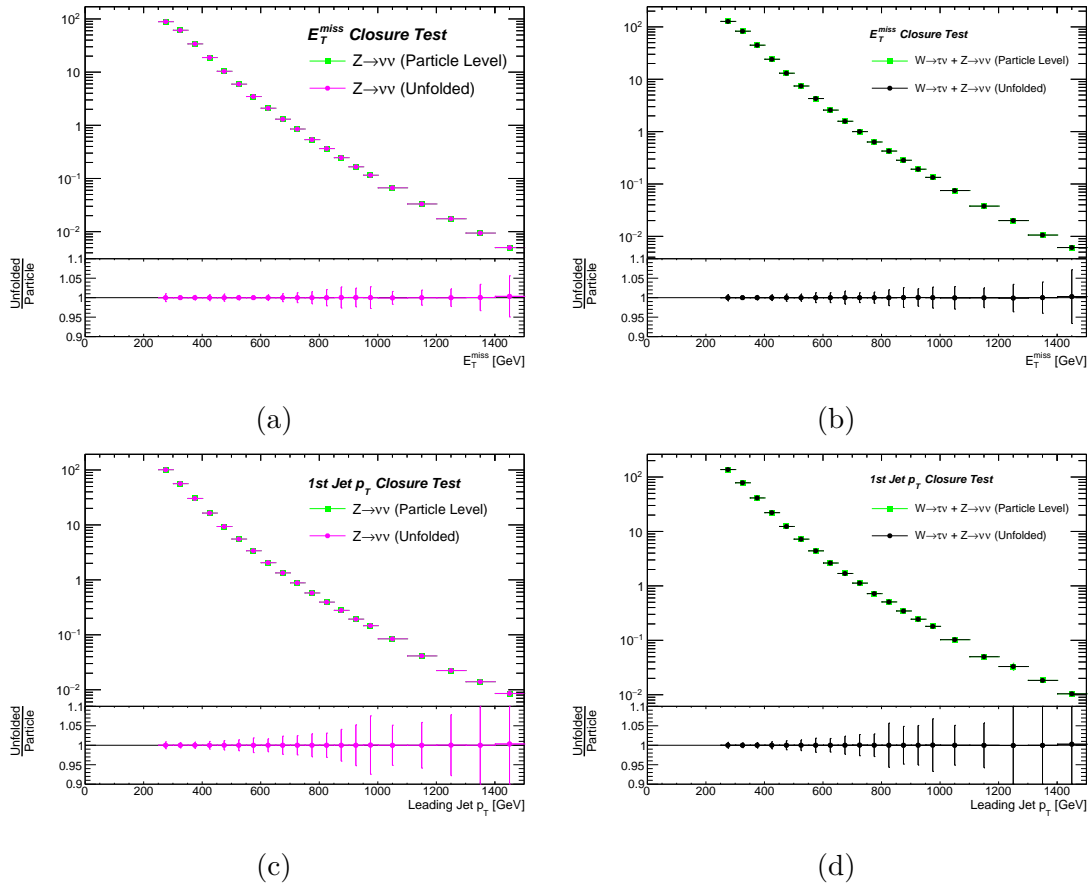 10²
10
1
10⁻¹
10⁻²
E_T^miss Closure Test
Z→νν (Particle Level)
Z→νν (Unfolded)
Unfolded
Particle
1.1
1.05
1
0.95
0.9
0 200 400 600 800 1000 1200 1400
E_T^miss [GeV]
(a)
10²
10
1
10⁻¹
10⁻²
E_T^miss Closure Test
W→τν + Z→νν (Particle Level)
W→τν + Z→νν (Unfolded)
Unfolded
Particle
1.1
1.05
1
0.95
0.9
0 200 400 600 800 1000 1200 1400
E_T^miss [GeV]
(b)
10²
10
1
10⁻¹
10⁻²
1st Jet p_T Closure Test
Z→νν (Particle Level)
Z→νν (Unfolded)
Unfolded
Particle
1.1
1.05
1
0.95
0.9
0 200 400 600 800 1000 1200 1400
Leading Jet p_T [GeV]
(c)
10²
10
1
10⁻¹
10⁻²
1st Jet p_T Closure Test
W→τν + Z→νν (Particle Level)
W→τν + Z→νν (Unfolded)
Unfolded
Particle
1.1
1.05
1
0.95
0.9
0 200 400 600 800 1000 1200 1400
Leading Jet p_T [GeV]
(d)